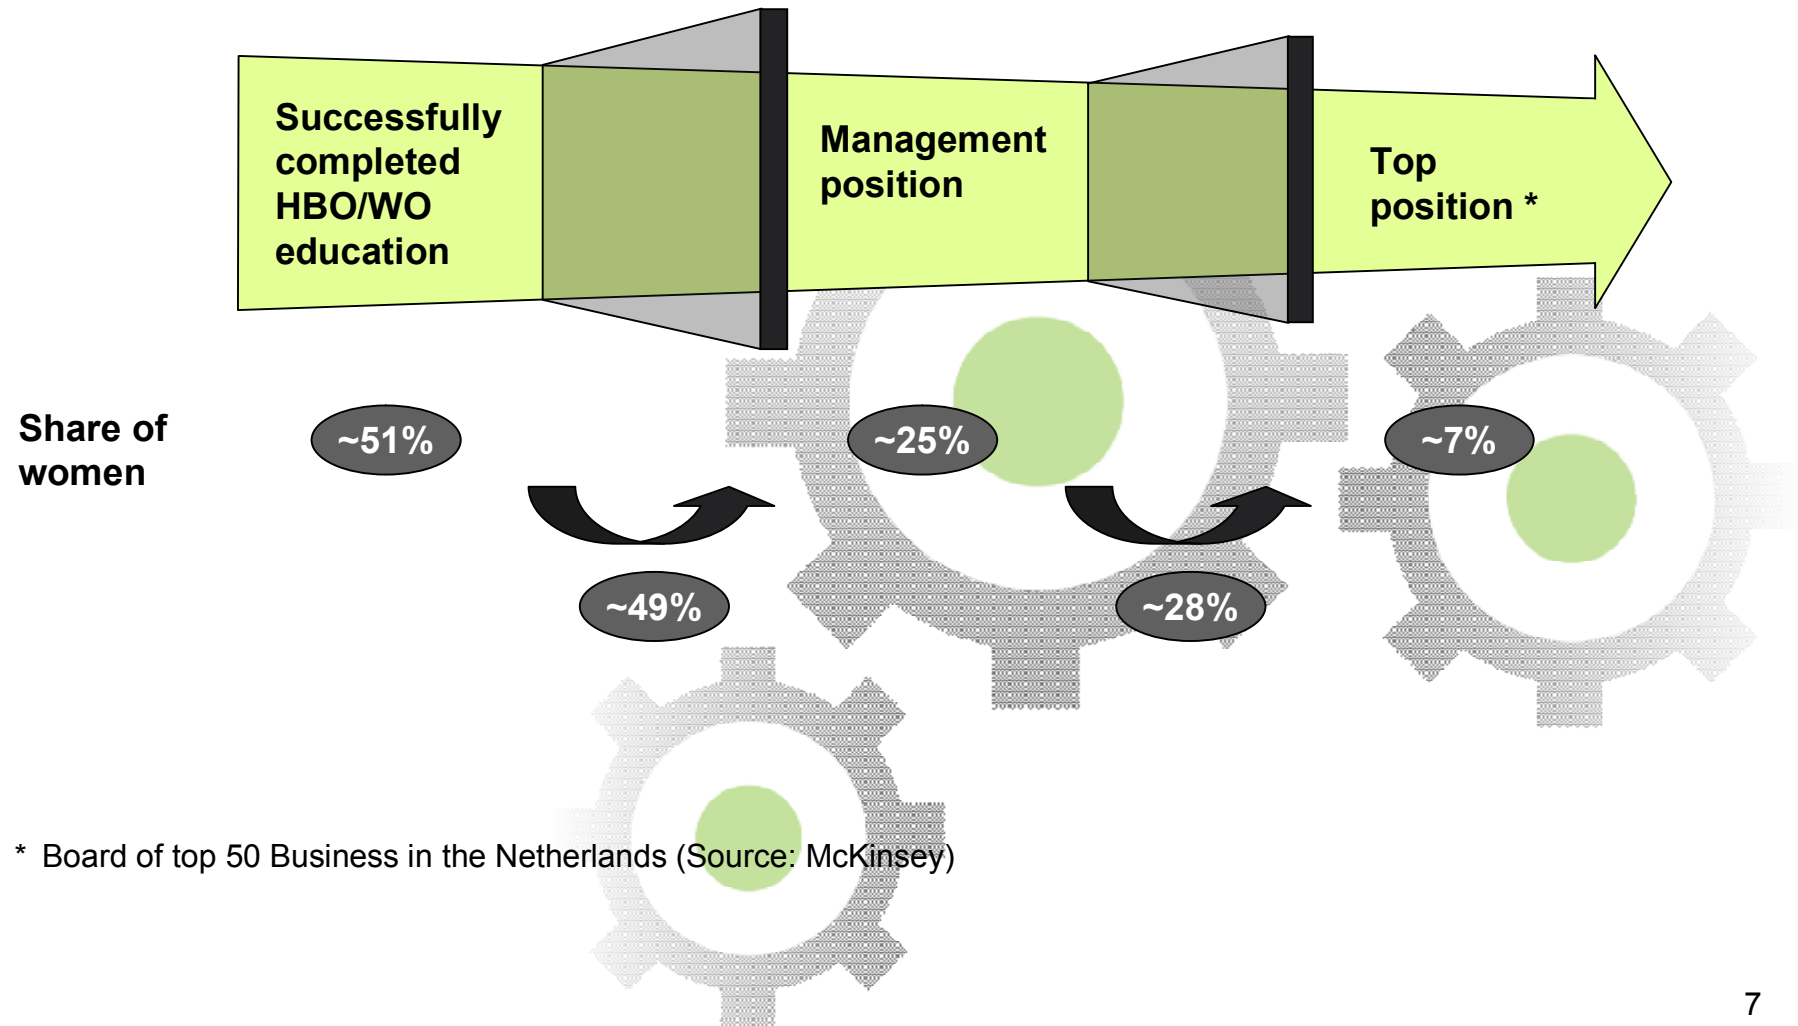 Successfully
completed
HBO/WO
education
Management
position
Top
position *
Share of
women
~51%
~25%
~7%
~49%
~28%
* Board of top 50 Business in the Netherlands (Source: McKinsey)
7